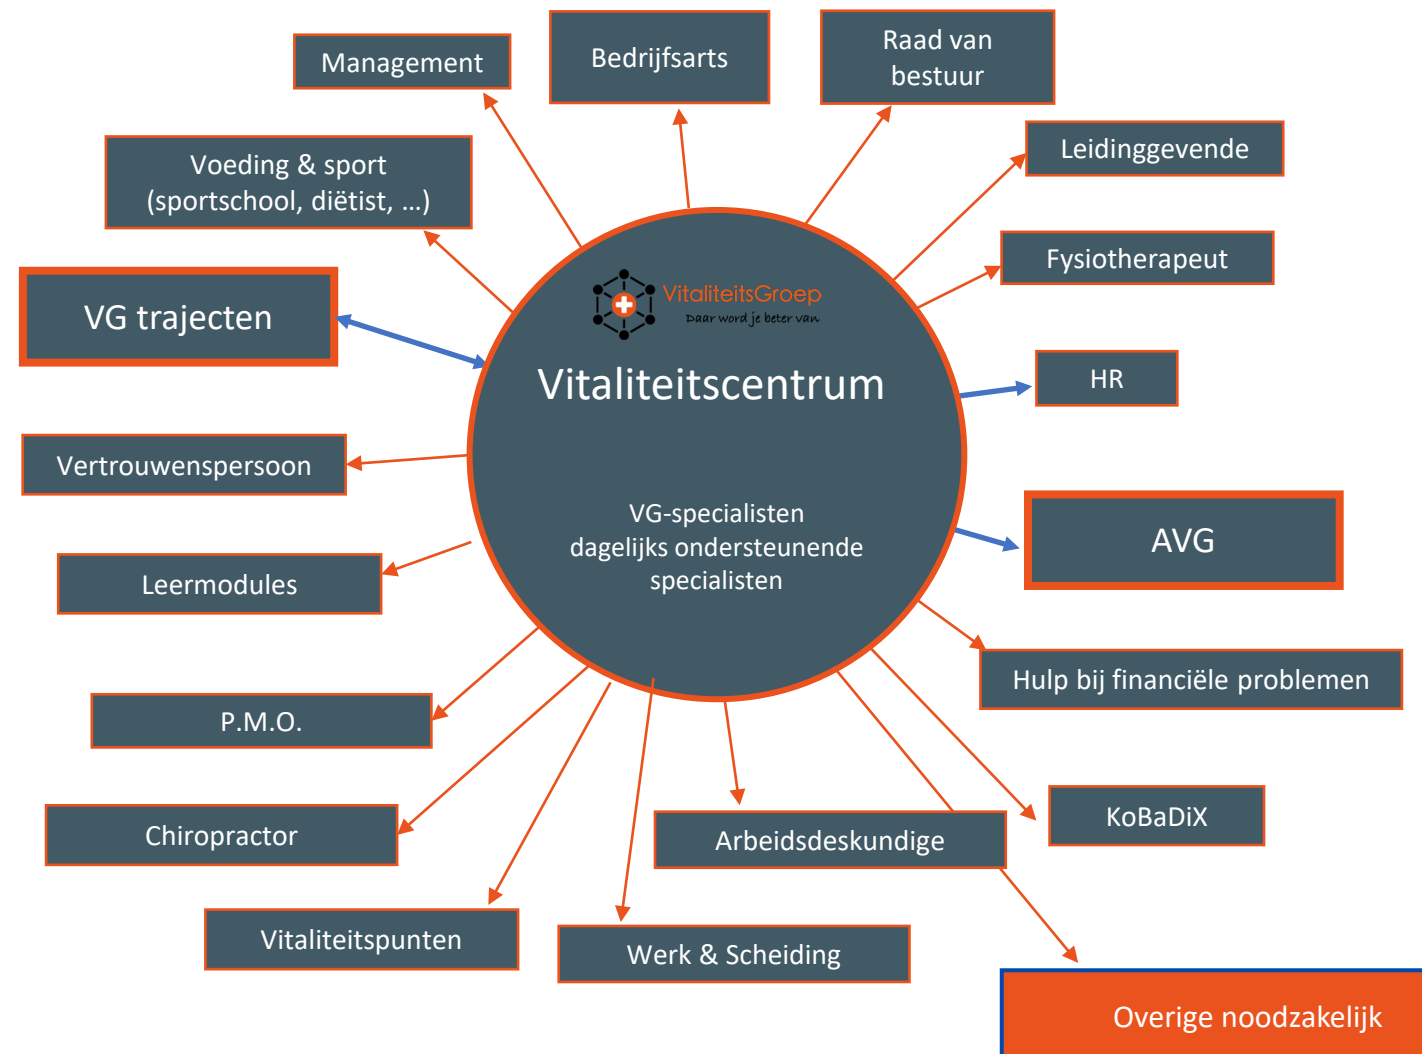 Management
Bedrijfsarts
Raad van
bestuur
Voeding & sport
(sportschool, diëtist, ...)
Leidinggevende
Fysiotherapeut
VG trajecten
VitaliteitsGroep
Daar word je beter van
Vitaliteitscentrum
HR
Vertrouwenspersoon
VG-specialisten
dagelijks ondersteunende
specialisten
AVG
Leermodules
Hulp bij financiële problemen
P.M.O.
KoBaDiX
Chiropractor
Arbeidsdeskundige
Vitaliteitspunten
Werk & Scheiding
Overige noodzakelijk